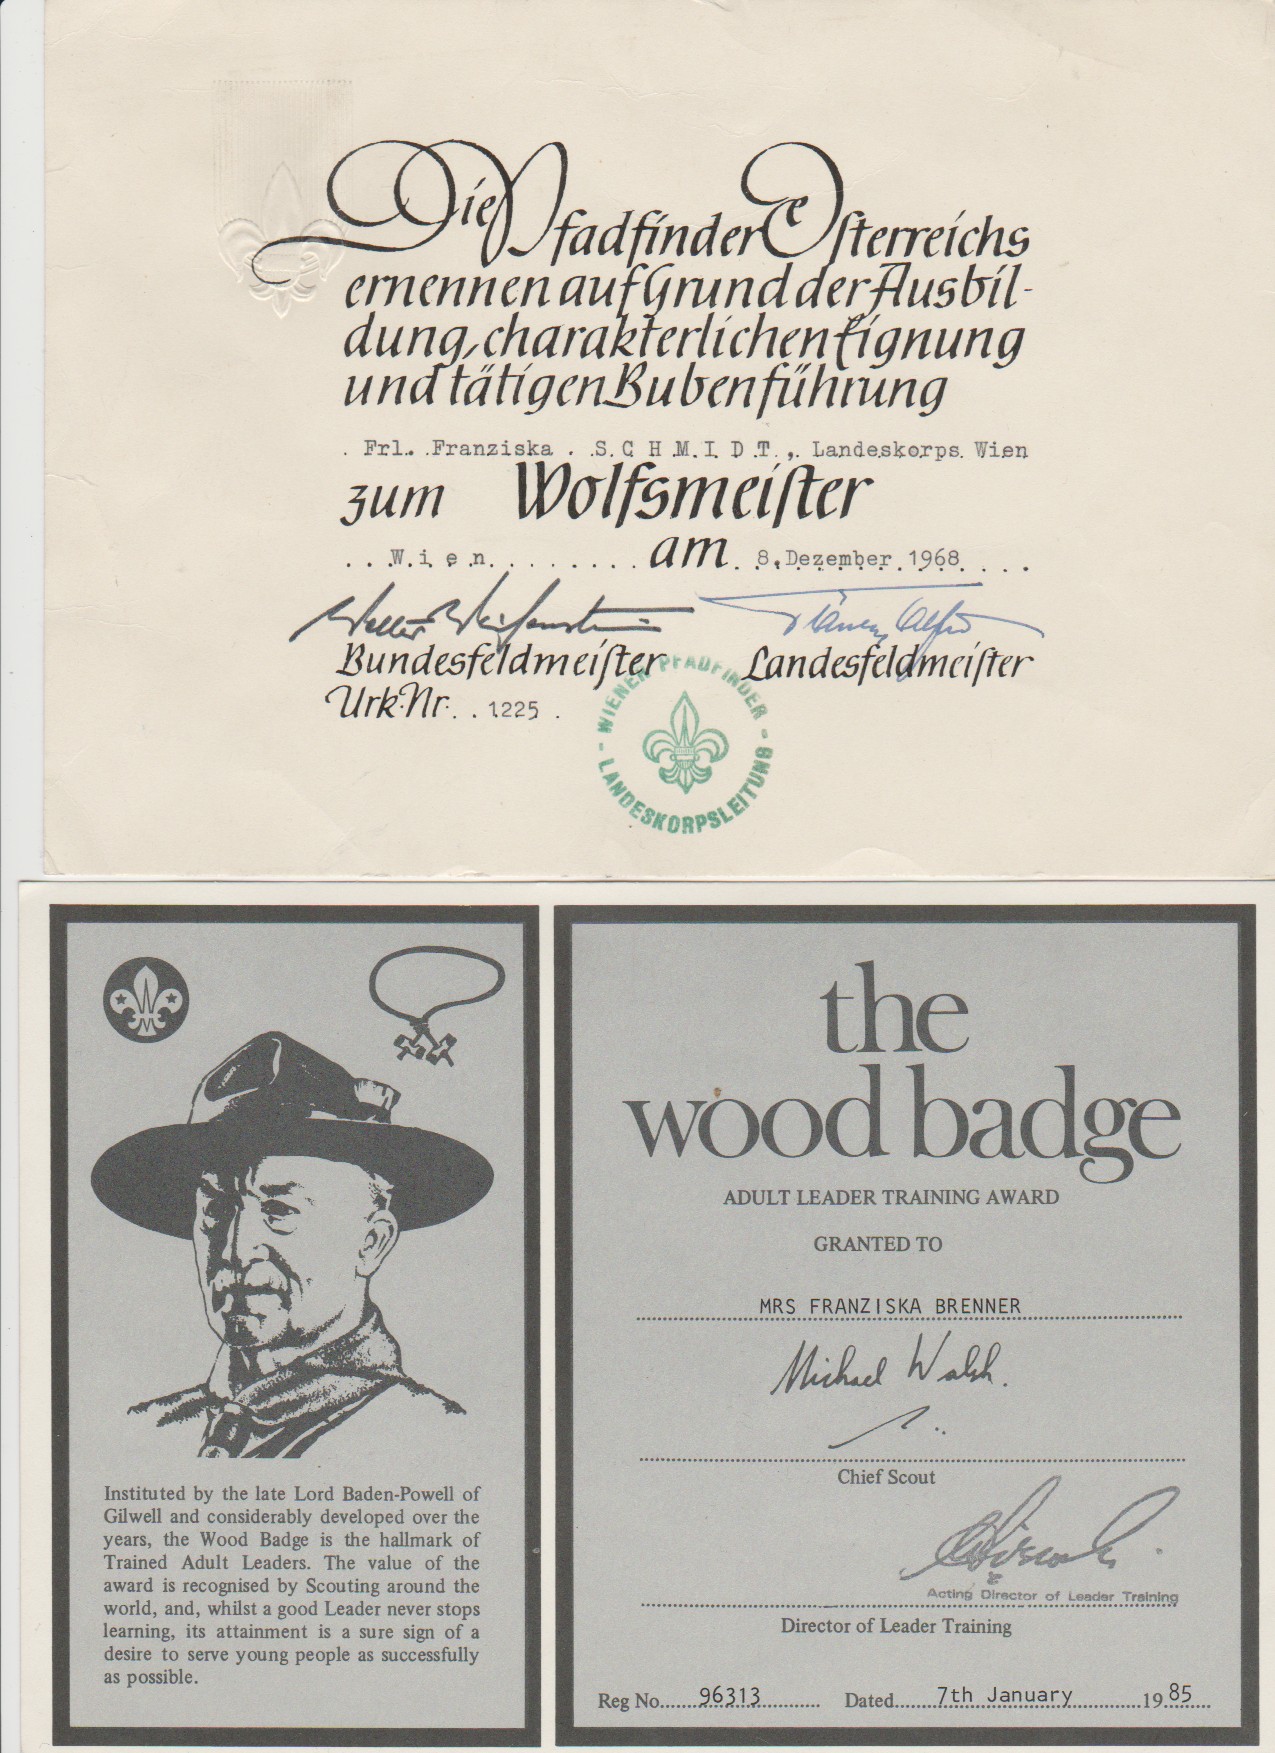 Die Pfadfinder Österreichs
ernennen auf Grund der Ausbil-
dung, charakterlichen Eignung
und tätigen Bubenführung
. Frl. Franziska . S C H M I D T ., Landeskorps Wien
zum Wolfsmeister
. . . W i e n . . . . . . . . am . 8. Dezember 1968 . . . .
Bundesfeldmeister Landesfeldmeister
Urk.Nr. . . 1225 .
WIENER PFADFINDER
- LANDESKORPSLEITUNG -
the
wood badge
ADULT LEADER TRAINING AWARD
GRANTED TO
MRS FRANZISKA BRENNER
Michael Walsh.
Chief Scout
Acting Director of Leader Training
Director of Leader Training
Reg No. 96313 Dated 7th January 1985
Instituted by the late Lord Baden-Powell of
Gilwell and considerably developed over the
years, the Wood Badge is the hallmark of
Trained Adult Leaders. The value of the
award is recognised by Scouting around the
world, and, whilst a good Leader never stops
learning, its attainment is a sure sign of a
desire to serve young people as successfully
as possible.